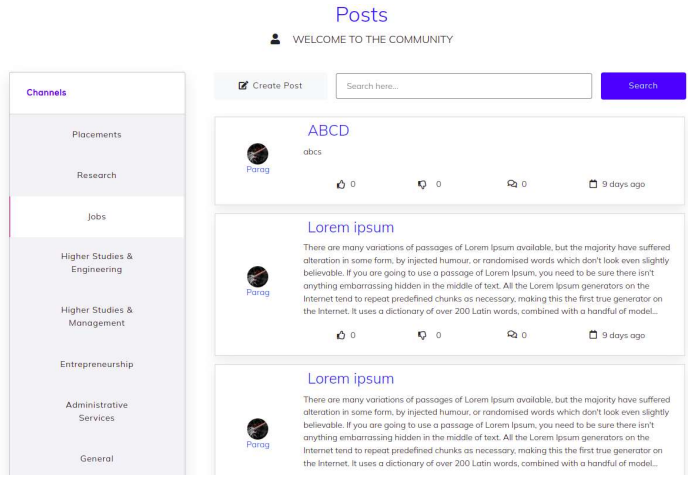 Posts
WELCOME TO THE COMMUNITY
Channels
Placements
Research
Jobs
Higher Studies &
Engineering
Higher Studies &
Management
Entrepreneurship
Administrative
Services
General
Create Post
Search here...
Search
ABCD
abcs
Parag
0
0
0
9 days ago
Lorem ipsum
There are many variations of passages of Lorem Ipsum available, but the majority have suffered
alteration in some form, by injected humour, or randomised words which don't look even slightly
believable. If you are going to use a passage of Lorem Ipsum, you need to be sure there isn't
anything embarrassing hidden in the middle of text. All the Lorem Ipsum generators on the
Internet tend to repeat predefined chunks as necessary, making this the first true generator on
the Internet. It uses a dictionary of over 200 Latin words, combined with a handful of model...
Parag
0
0
0
9 days ago
Lorem ipsum
There are many variations of passages of Lorem Ipsum available, but the majority have suffered
alteration in some form, by injected humour, or randomised words which don't look even slightly
believable. If you are going to use a passage of Lorem Ipsum, you need to be sure there isn't
anything embarrassing hidden in the middle of text. All the Lorem Ipsum generators on the
Internet tend to repeat predefined chunks as necessary, making this the first true generator on
the Internet. It uses a dictionary of over 200 Latin words, combined with a handful of model...
Parag